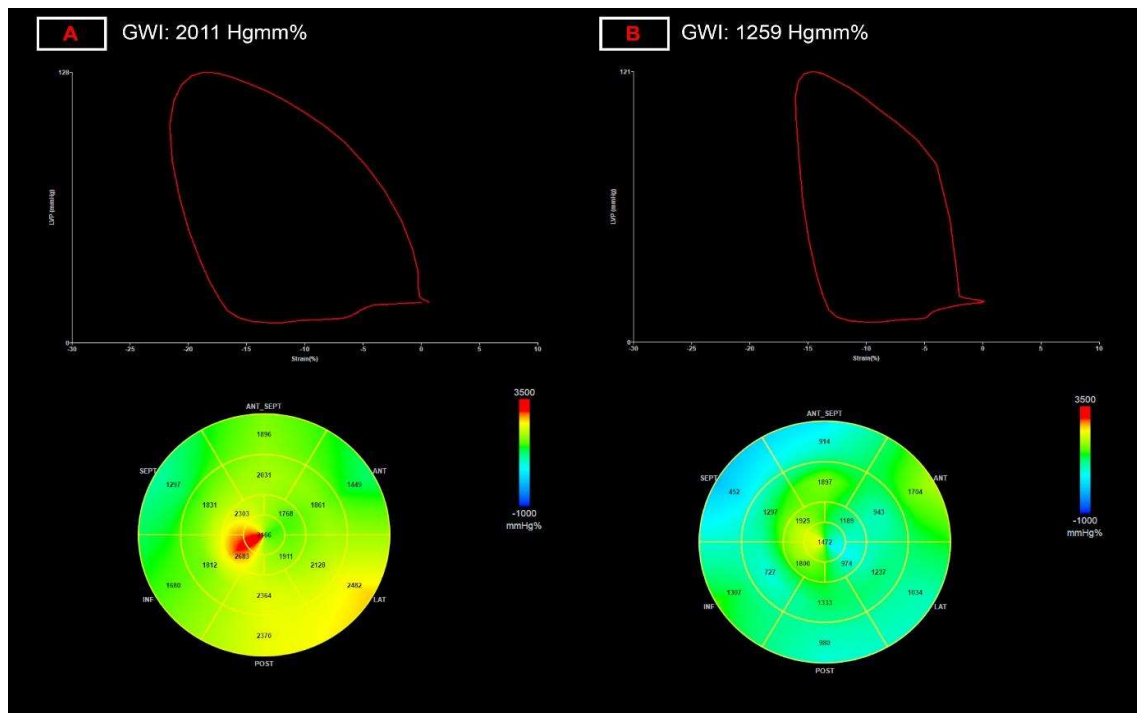 A GWI: 2011 Hgmm%
128
LVP (mmHg)
0
-30 -25 -20 -15 -10 -5 0 5 10
Strain(%)
ANT_SEPT
1896
SEPT 1297 2031 1449 ANT
1831 2303 1768 1861
2683 1911
1812 2128
INF 1680 2364 2482 LAT
2370
POST
3500
-1000
mmHg%
B GWI: 1259 Hgmm%
121
LVP (mmHg)
0
-30 -25 -20 -15 -10 -5 0 5 10
Strain(%)
ANT_SEPT
914
SEPT 452 1897 1704 ANT
1297 1925 1189 943
1472
727 1800 974 1237
INF 1307 1333 1034 LAT
980
POST
3500
-1000
mmHg%